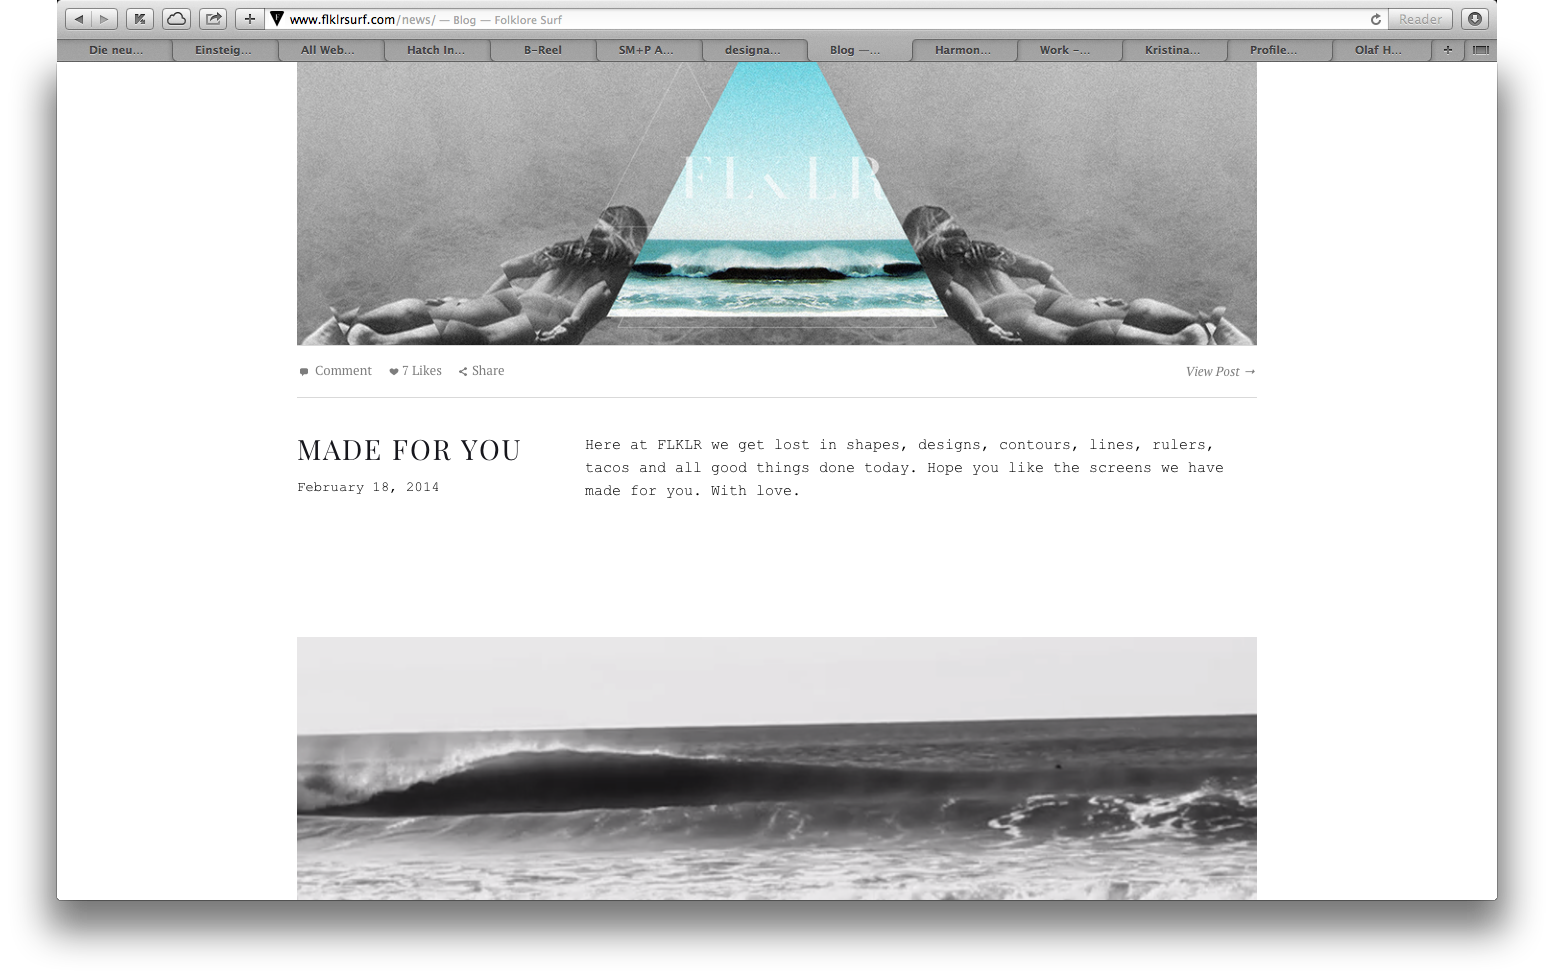 www.flklrsurf.com/news/ — Blog — Folklore Surf
Reader
Die neu...
Einsteig...
All Web...
Hatch In...
B-Reel
SM+P A...
designa...
Blog —...
Harmon...
Work -...
Kristina...
Profile...
Olaf H...
FLKLR
Comment
7 Likes
Share
View Post →
MADE FOR YOU
February 18, 2014
Here at FLKLR we get lost in shapes, designs, contours, lines, rulers,
tacos and all good things done today. Hope you like the screens we have
made for you. With love.